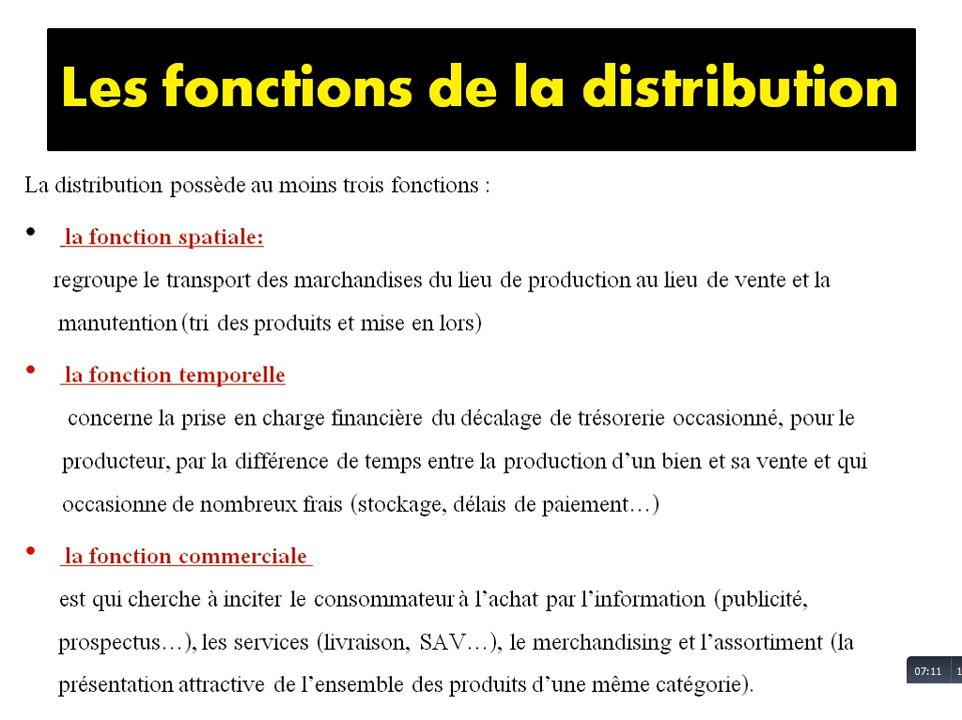 Les fonctions de la distribution
La distribution possède au moins trois fonctions :
• la fonction spatiale:
regroupe le transport des marchandises du lieu de production au lieu de vente et la
manutention (tri des produits et mise en lors)
• la fonction temporelle
concerne la prise en charge financière du décalage de trésorerie occasionné, pour le
producteur, par la différence de temps entre la production d’un bien et sa vente et qui
occasionne de nombreux frais (stockage, délais de paiement…)
• la fonction commerciale
est qui cherche à inciter le consommateur à l’achat par l’information (publicité,
prospectus…), les services (livraison, SAV…), le merchandising et l’assortiment (la
présentation attractive de l’ensemble des produits d’une même catégorie).
07:11 1